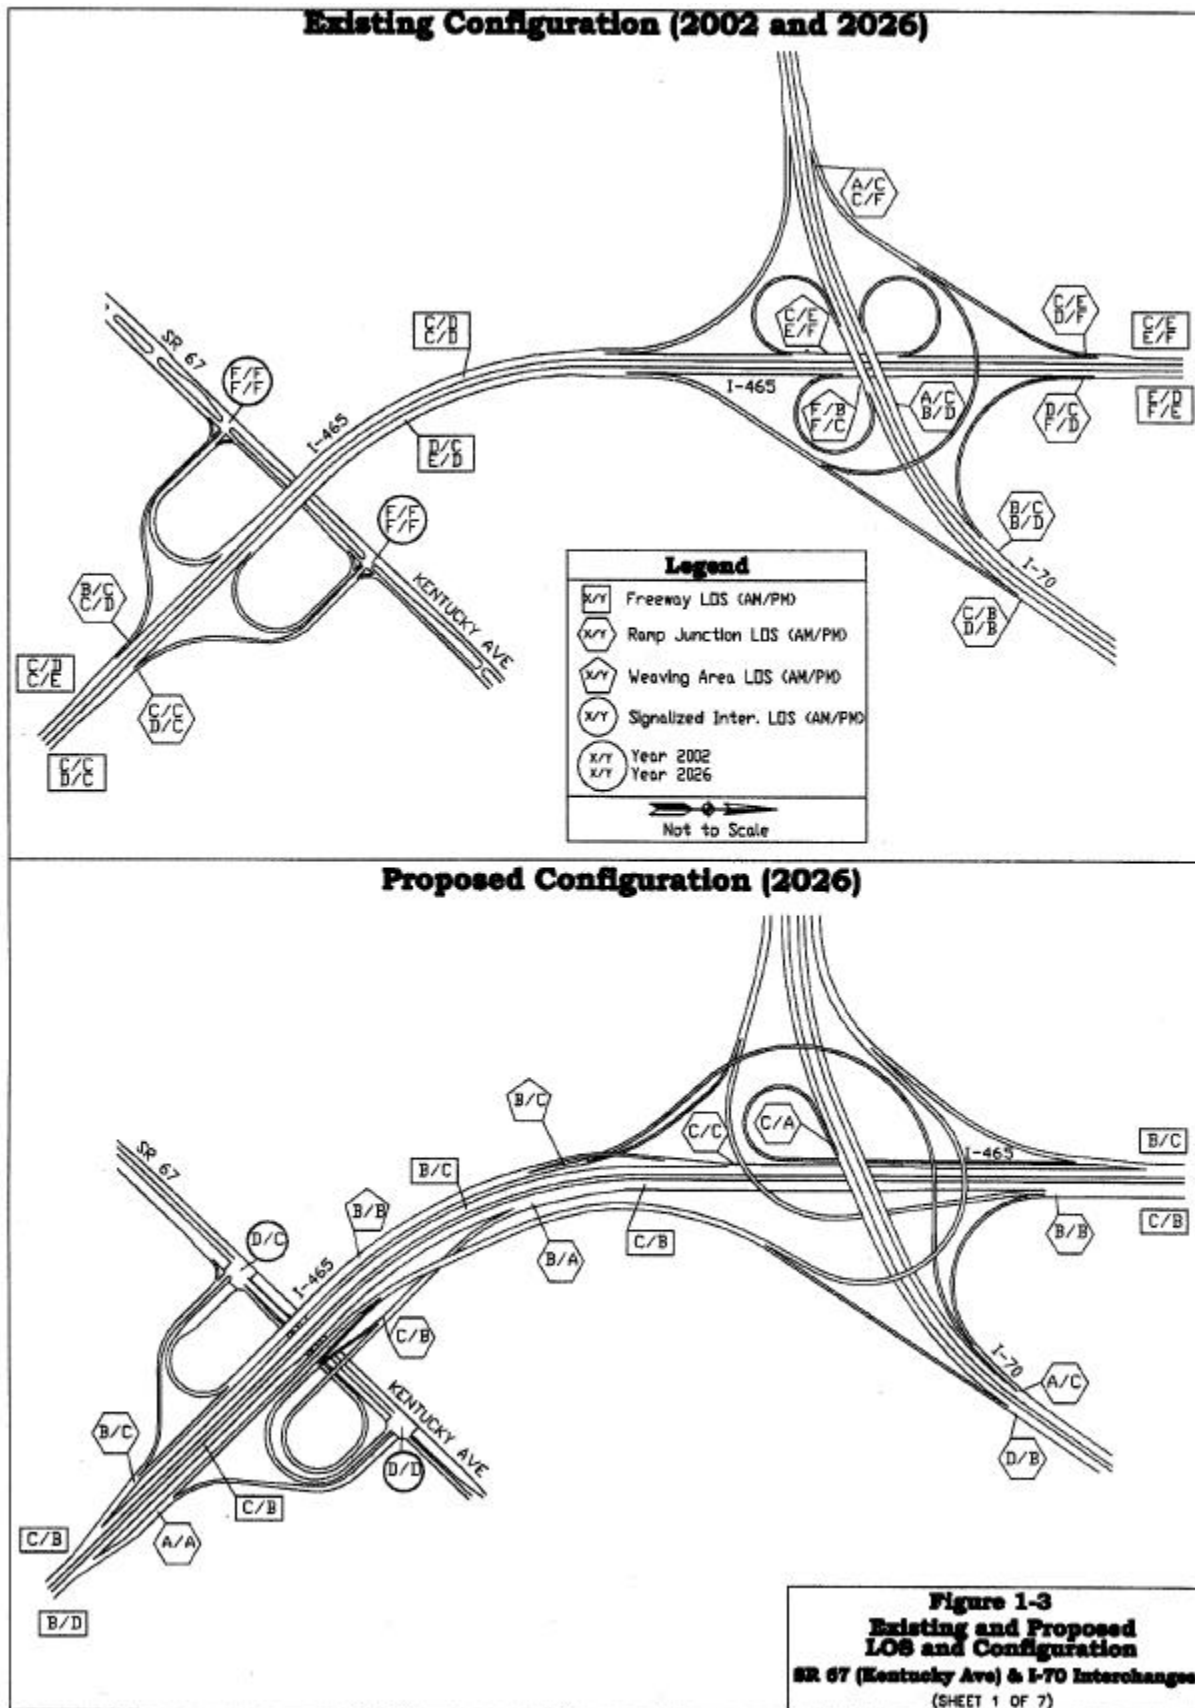 Existing Configuration (2002 and 2026)
A/C
C/F
C/E
D/F
C/E
E/F
C/D
C/D
C/E
E/F
SR 67
F/F
F/F
I-465
I-465
E/D
F/E
F/B
F/C
A/C
B/D
D/C
F/D
D/C
E/D
B/C
B/D
I-70
Legend
X/Y Freeway LOS (AM/PM)
X/Y Ramp Junction LOS (AM/PM)
X/Y Weaving Area LOS (AM/PM)
X/Y Signalized Inter. LOS (AM/PM)
X/Y Year 2002
X/Y Year 2026
Not to Scale
F/F
KENTUCKY AVE
B/C
C/D
C/B
D/B
C/D
C/E
C/C
D/C
C/C
D/C
Proposed Configuration (2026)
B/C
C/A
C/C
B/C
I-465
SR 67
B/C
B/B
C/B
B/B
B/A
C/B
D/C
I-465
C/B
I-70
A/C
KENTUCKY AVE
B/C
D/B
D/D
C/B
C/B
A/A
B/D
Figure 1-3
Existing and Proposed
LOS and Configuration
SR 67 (Kentucky Ave) & I-70 Interchanges
(SHEET 1 OF 7)